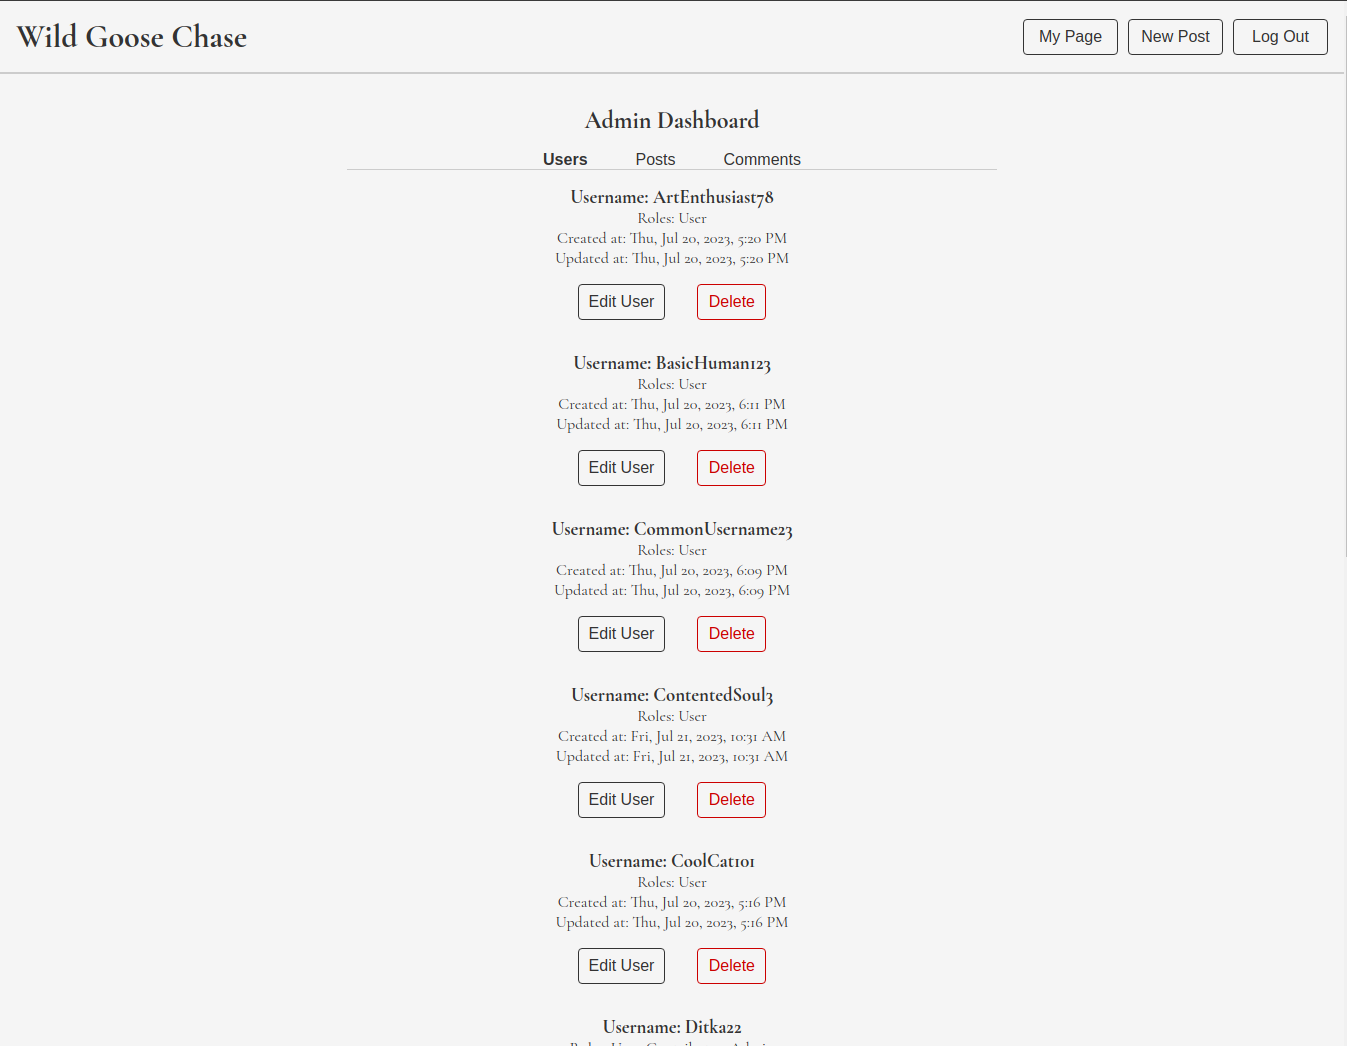 Wild Goose Chase
My Page New Post Log Out
Admin Dashboard
Users Posts Comments
Username: ArtEnthusiast78
Roles: User
Created at: Thu, Jul 20, 2023, 5:20 PM
Updated at: Thu, Jul 20, 2023, 5:20 PM
Edit User Delete
Username: BasicHuman123
Roles: User
Created at: Thu, Jul 20, 2023, 6:11 PM
Updated at: Thu, Jul 20, 2023, 6:11 PM
Edit User Delete
Username: CommonUsername23
Roles: User
Created at: Thu, Jul 20, 2023, 6:09 PM
Updated at: Thu, Jul 20, 2023, 6:09 PM
Edit User Delete
Username: ContentedSoul3
Roles: User
Created at: Fri, Jul 21, 2023, 10:31 AM
Updated at: Fri, Jul 21, 2023, 10:31 AM
Edit User Delete
Username: CoolCat101
Roles: User
Created at: Thu, Jul 20, 2023, 5:16 PM
Updated at: Thu, Jul 20, 2023, 5:16 PM
Edit User Delete
Username: Ditka22